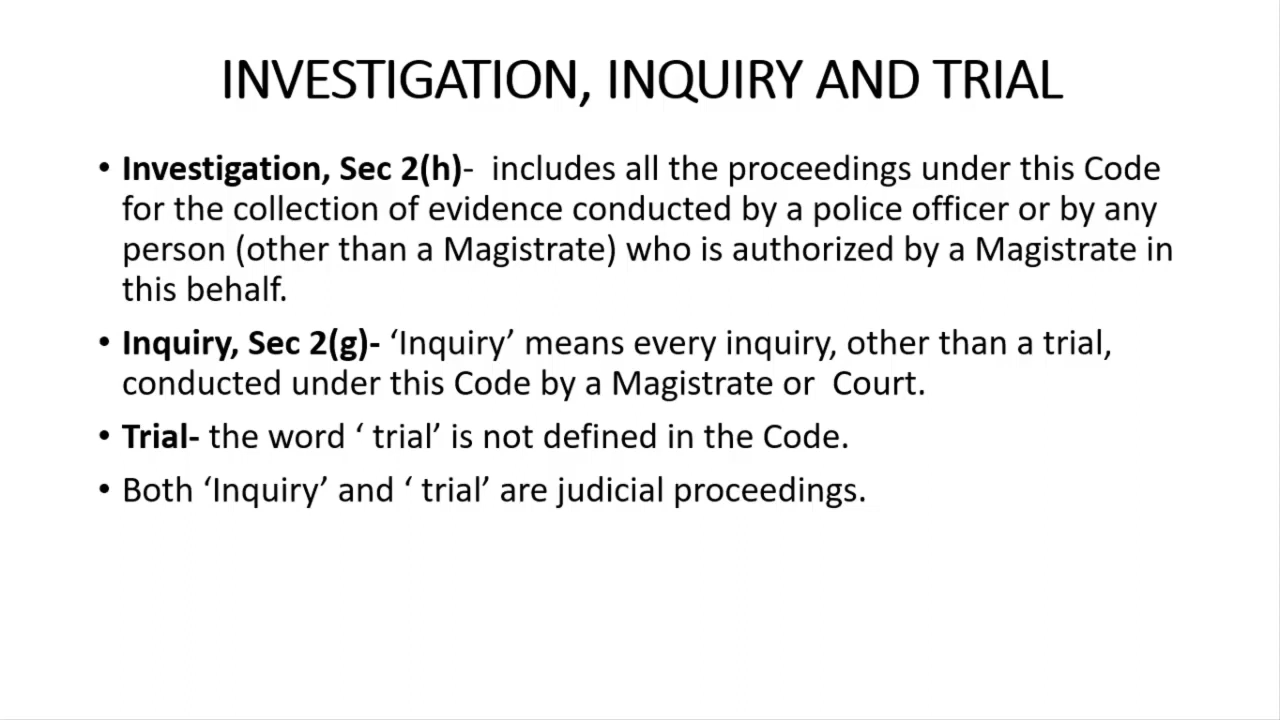 INVESTIGATION, INQUIRY AND TRIAL
• Investigation, Sec 2(h)-  includes all the proceedings under this Code
for the collection of evidence conducted by a police officer or by any
person (other than a Magistrate) who is authorized by a Magistrate in
this behalf.
• Inquiry, Sec 2(g)- ‘Inquiry’ means every inquiry, other than a trial,
conducted under this Code by a Magistrate or  Court.
• Trial- the word ‘ trial’ is not defined in the Code.
• Both ‘Inquiry’ and ‘ trial’ are judicial proceedings.